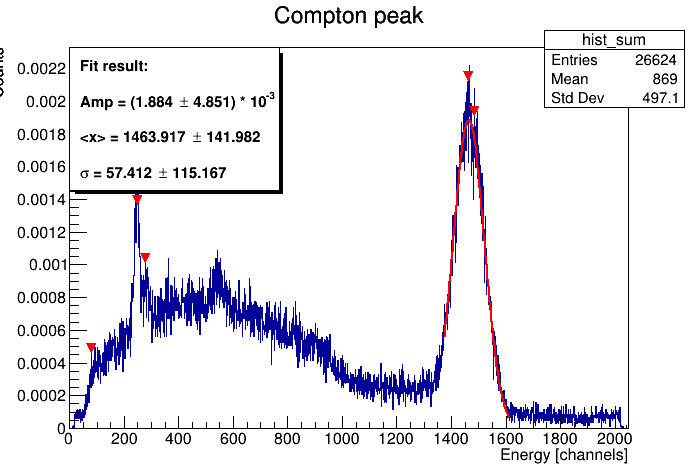 Compton peak
hist_sum
Entries 26624
Mean 869
Std Dev 497.1
Fit result:
Amp = (1.884 ± 4.851) * 10⁻³
<x> = 1463.917 ± 141.982
σ = 57.412 ± 115.167
0.0022
0.002
0.0018
0.0016
0.0014
0.0012
0.001
0.0008
0.0006
0.0004
0.0002
0
0 200 400 600 800 1000 1200 1400 1600 1800 2000
Energy [channels]